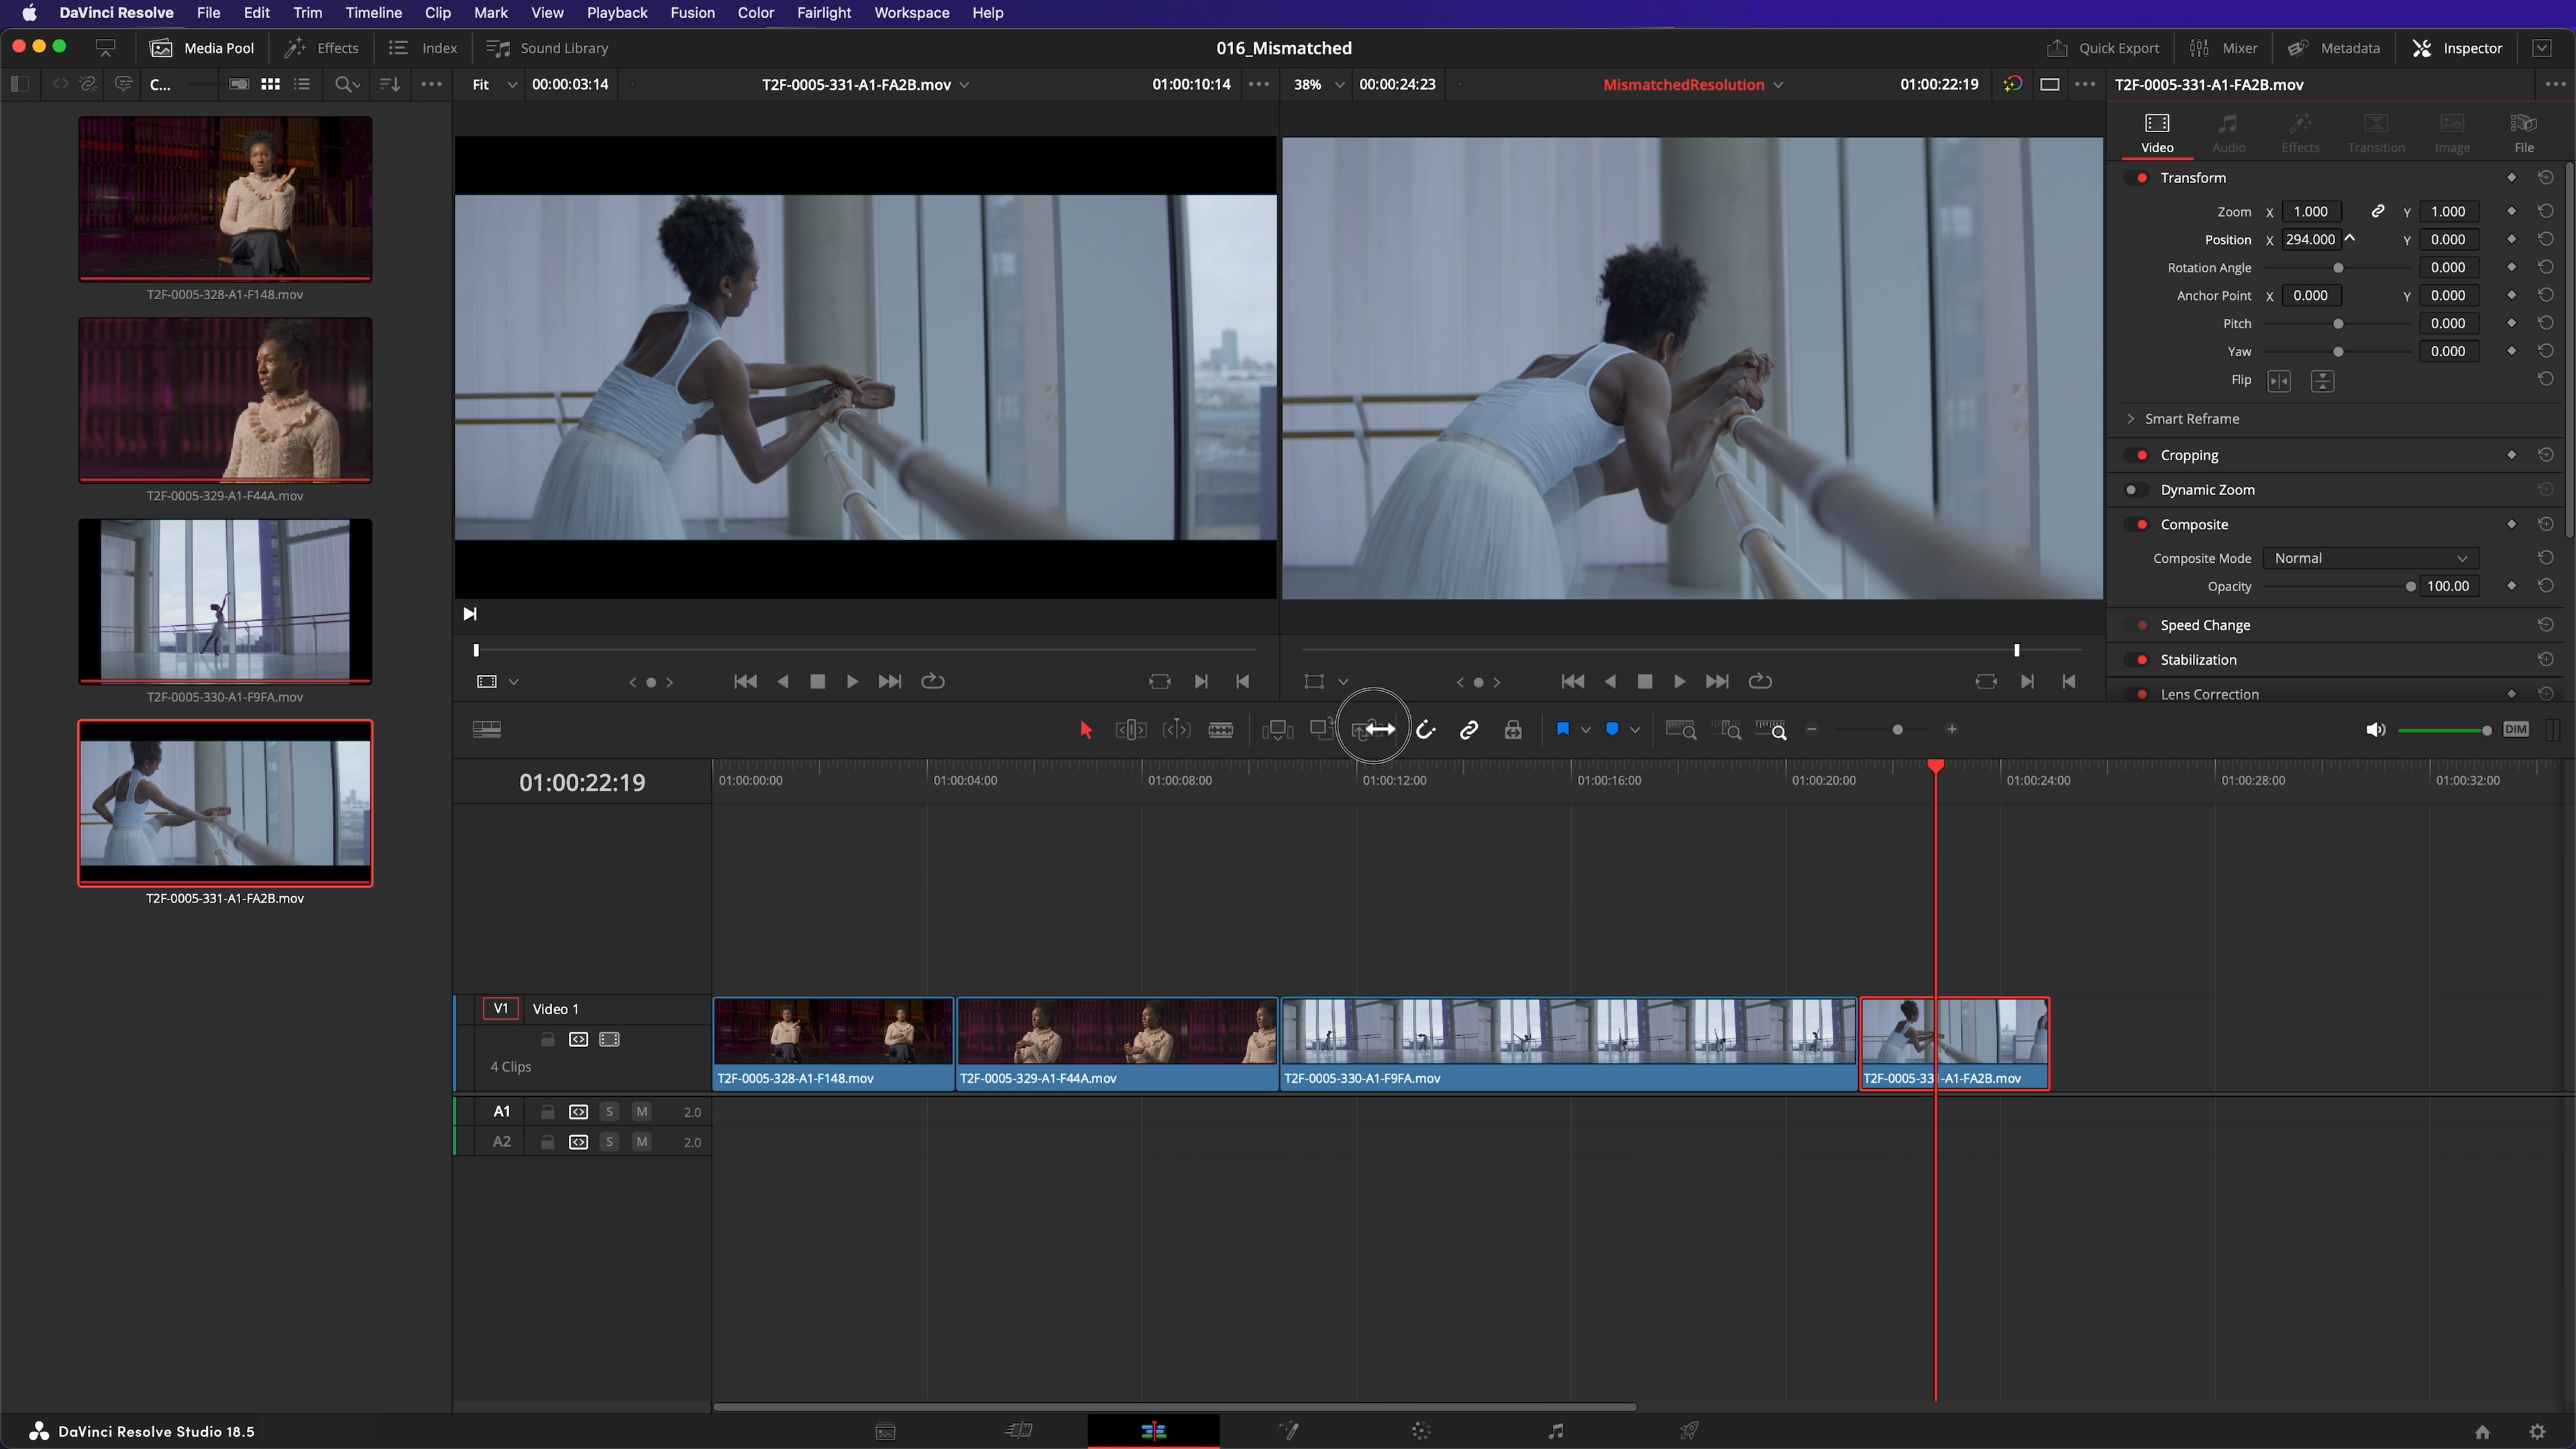 DaVinci Resolve File Edit Trim Timeline Clip Mark View Playback Fusion Color Fairlight Workspace Help
Media Pool Effects Index Sound Library 016_Mismatched Quick Export Mixer Metadata Inspector
C... Fit 00:00:03:14 T2F-0005-331-A1-FA2B.mov 01:00:10:14 38% 00:00:24:23 MismatchedResolution 01:00:22:19 T2F-0005-331-A1-FA2B.mov
Video Audio Effects Transition Image File
Transform
Zoom X 1.000 Y 1.000
Position X 294.000 Y 0.000
Rotation Angle 0.000
Anchor Point X 0.000 Y 0.000
Pitch 0.000
Yaw 0.000
Flip
Smart Reframe
Cropping
Dynamic Zoom
Composite
Composite Mode Normal
Opacity 100.00
Speed Change
Stabilization
Lens Correction
T2F-0005-328-A1-F148.mov
T2F-0005-329-A1-F44A.mov
T2F-0005-330-A1-F9FA.mov
T2F-0005-331-A1-FA2B.mov
DIM
01:00:22:19 01:00:00:00 01:00:04:00 01:00:08:00 01:00:12:00 01:00:16:00 01:00:20:00 01:00:24:00 01:00:28:00 01:00:32:00
V1 Video 1
4 Clips
T2F-0005-328-A1-F148.mov T2F-0005-329-A1-F44A.mov T2F-0005-330-A1-F9FA.mov T2F-0005-331-A1-FA2B.mov
A1 S M 2.0
A2 S M 2.0
DaVinci Resolve Studio 18.5